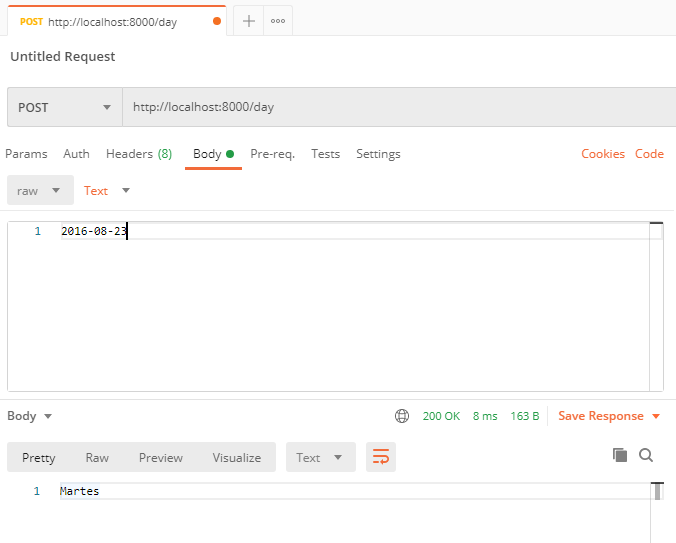 POST http://localhost:8000/day
Untitled Request
POST http://localhost:8000/day
Params Auth Headers (8) Body Pre-req. Tests Settings Cookies Code
raw Text
1 2016-08-23
Body 200 OK 8 ms 163 B Save Response
Pretty Raw Preview Visualize Text
1 Martes